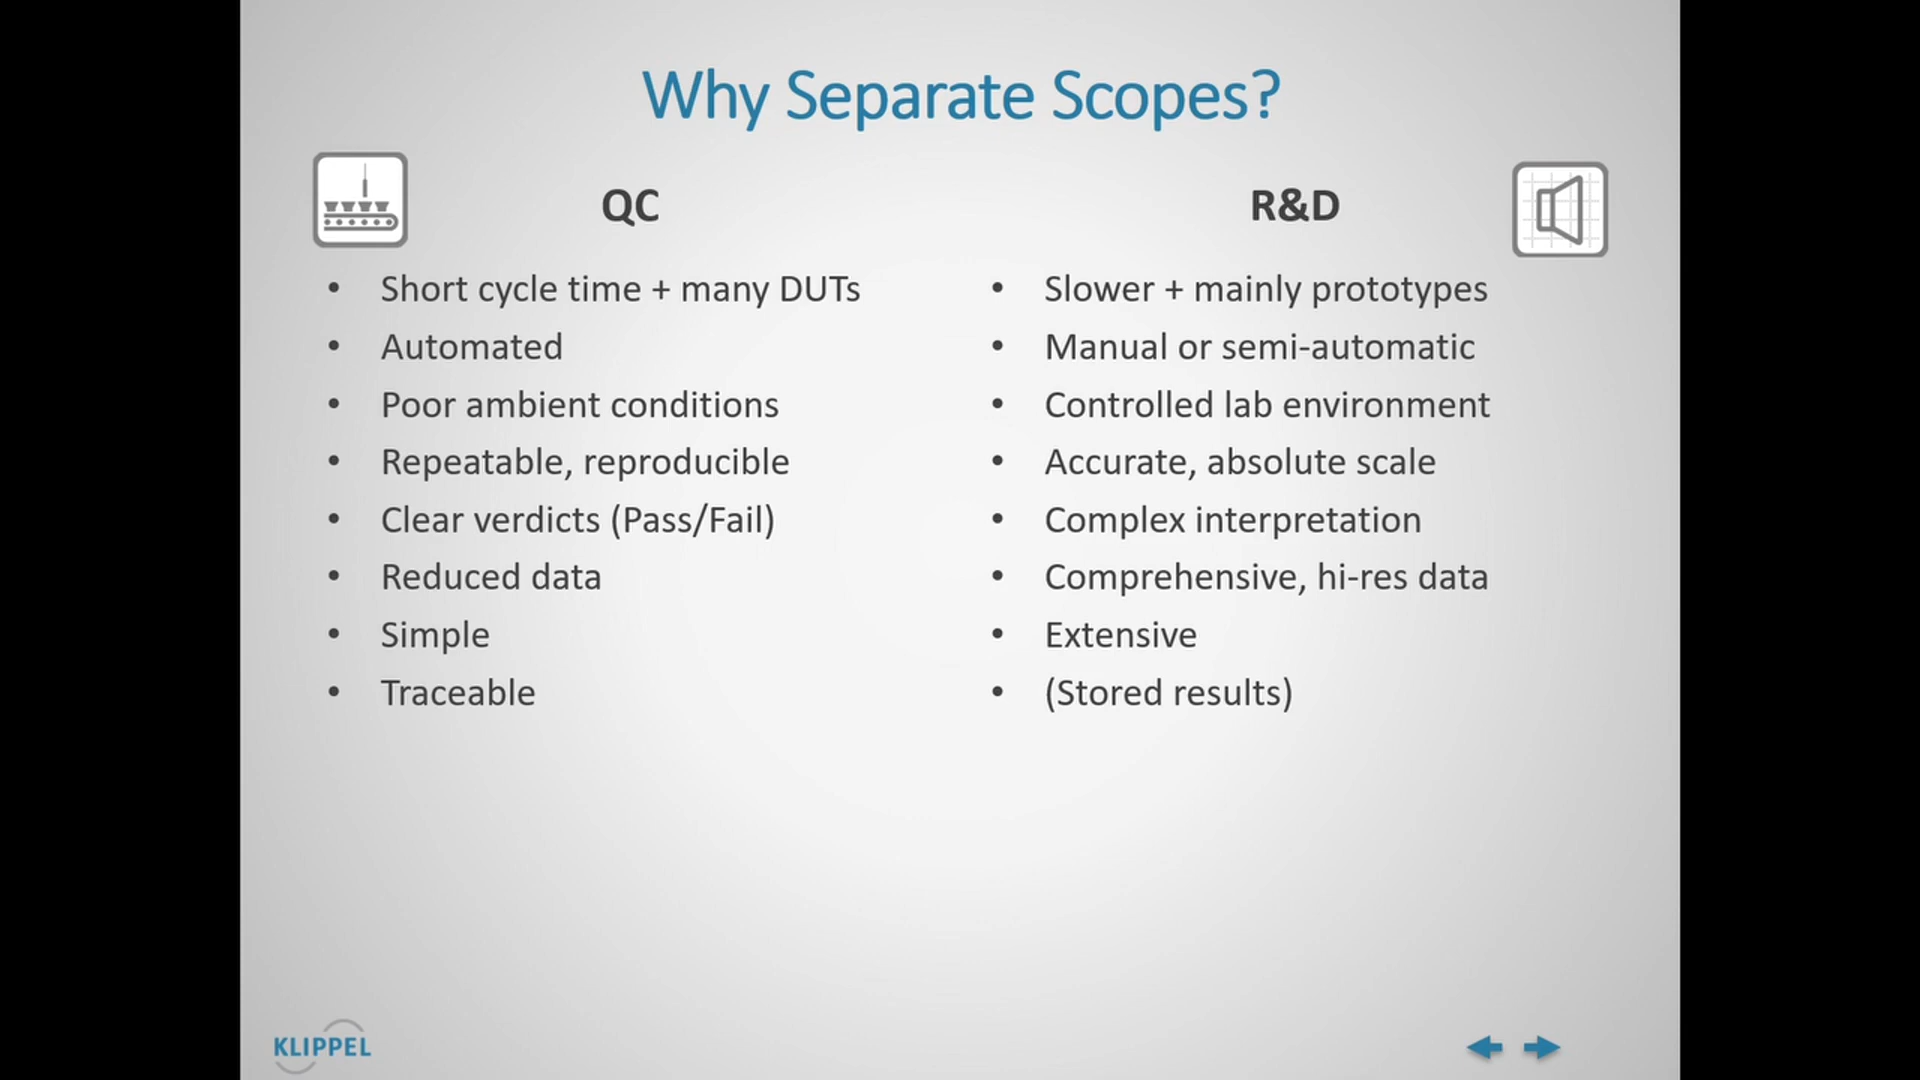 Why Separate Scopes?
QC
• Short cycle time + many DUTs
• Automated
• Poor ambient conditions
• Repeatable, reproducible
• Clear verdicts (Pass/Fail)
• Reduced data
• Simple
• Traceable
R&D
• Slower + mainly prototypes
• Manual or semi-automatic
• Controlled lab environment
• Accurate, absolute scale
• Complex interpretation
• Comprehensive, hi-res data
• Extensive
• (Stored results)
KLIPPEL